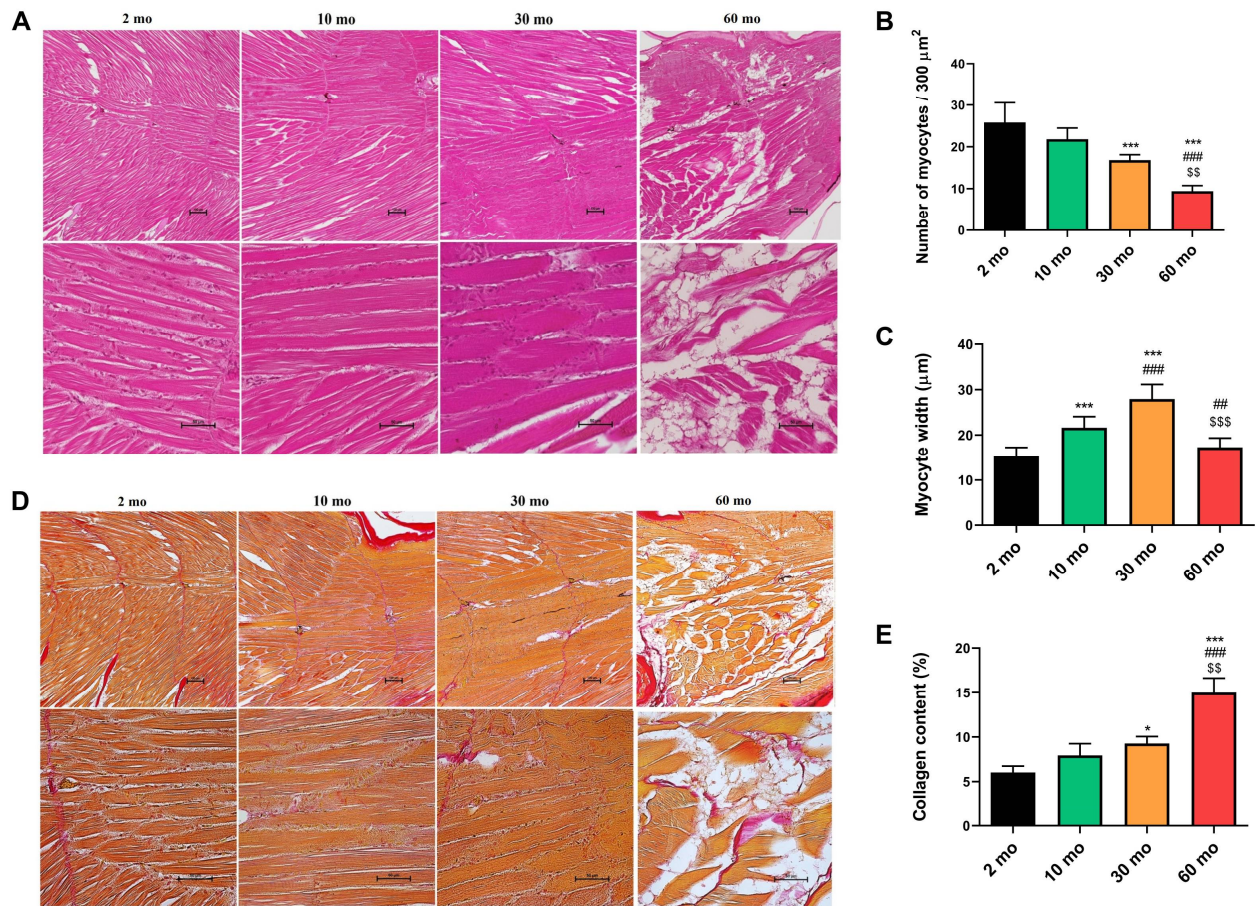 A
2 mo 10 mo 30 mo 60 mo
B
Number of myocytes / 300 μm²
40
30
20
10
0
***
***
###
$$
2 mo 10 mo 30 mo 60 mo
C
Myocyte width (μm)
40
30
20
10
0
***
***
###
##
$$$
2 mo 10 mo 30 mo 60 mo
D
2 mo 10 mo 30 mo 60 mo
E
Collagen content (%)
20
15
10
5
0
*
***
###
$$
2 mo 10 mo 30 mo 60 mo